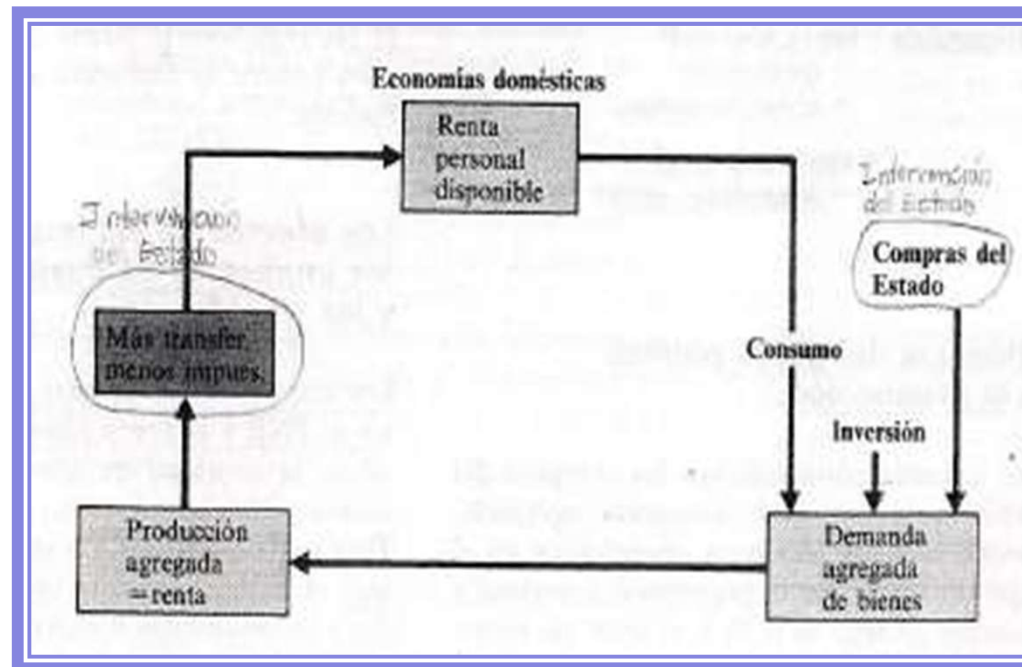 Economías domésticas
Renta
personal
disponible
Intervención
del Estado
Más transfer.
menos impues.
Intervención
del Estado
Compras del
Estado
Consumo
Inversión
Producción
agregada
= renta
Demanda
agregada
de bienes